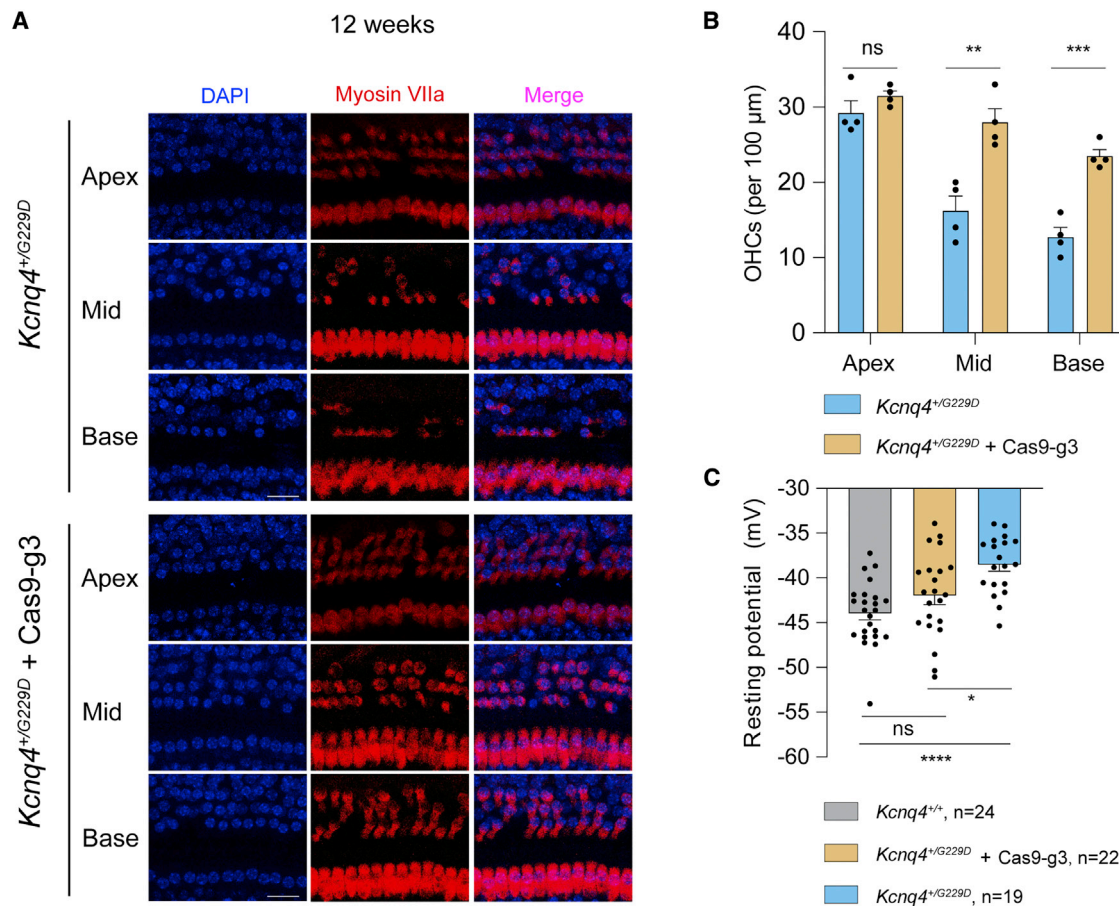 A
12 weeks
DAPI
Myosin VIIa
Merge
Kcnq4+/G229D
Apex
Mid
Base
Kcnq4+/G229D + Cas9-g3
Apex
Mid
Base
B
OHCs (per 100 µm)
40
30
20
10
0
ns
**
***
Apex
Mid
Base
Kcnq4+/G229D
Kcnq4+/G229D + Cas9-g3
C
Resting potential (mV)
-30
-35
-40
-45
-50
-55
-60
*
ns
****
Kcnq4+/+, n=24
Kcnq4+/G229D + Cas9-g3, n=22
Kcnq4+/G229D, n=19